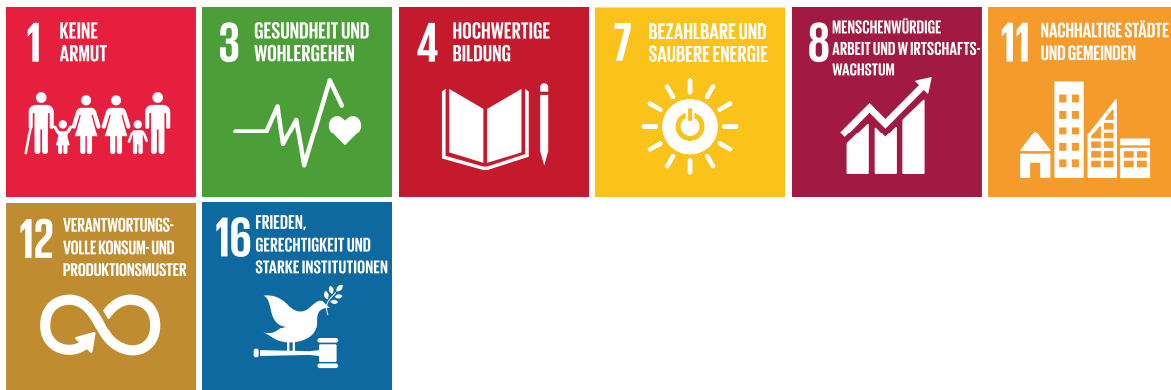 1 KEINE
ARMUT
3 GESUNDHEIT UND
WOHLERGEHEN
4 HOCHWERTIGE
BILDUNG
7 BEZAHLBARE UND
SAUBERE ENERGIE
8 MENSCHENWÜRDIGE
ARBEIT UND W IRTSCHAFTS-
WACHSTUM
11 NACHHALTIGE STÄDTE
UND GEMEINDEN
12 VERANTWORTUNGS-
VOLLE KONSUM- UND
PRODUKTIONSMUSTER
16 FRIEDEN,
GERECHTIGKEIT UND
STARKE INSTITUTIONEN